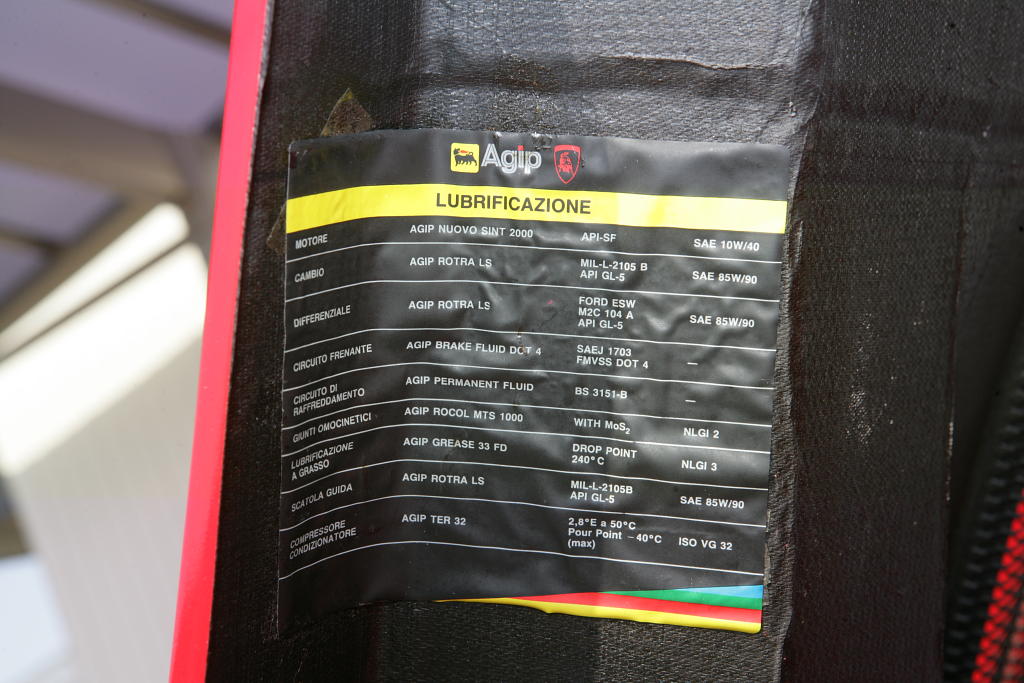 Agip
LUBRIFICAZIONE
MOTORE AGIP NUOVO SINT 2000 API-SF SAE 10W/40
CAMBIO AGIP ROTRA LS MIL-L-2105 B SAE 85W/90
API GL-5
DIFFERENZIALE AGIP ROTRA LS FORD ESW SAE 85W/90
M2C 104 A
API GL-5
CIRCUITO FRENANTE AGIP BRAKE FLUID DOT 4 SAEJ 1703 —
FMVSS DOT 4
CIRCUITO DI AGIP PERMANENT FLUID BS 3151-B —
RAFFREDDAMENTO
GIUNTI OMOCINETICI AGIP ROCOL MTS 1000 WITH MoS₂ NLGI 2
LUBRIFICAZIONE AGIP GREASE 33 FD DROP POINT NLGI 3
A GRASSO 240°C
SCATOLA GUIDA AGIP ROTRA LS MIL-L-2105B SAE 85W/90
API GL-5
COMPRESSORE AGIP TER 32 2,8°E a 50°C ISO VG 32
CONDIZIONATORE Pour Point -40°C
(max)